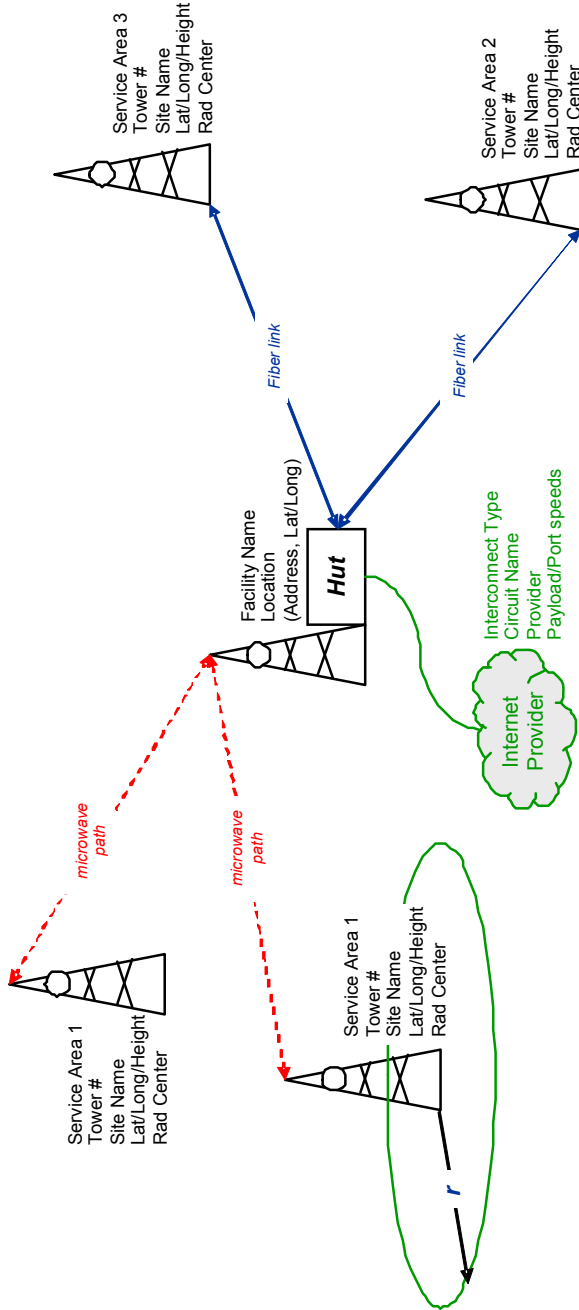 Service Area 1
Tower #
Site Name
Lat/Long/Height
Rad Center
microwave
path
Service Area 3
Tower #
Site Name
Lat/Long/Height
Rad Center
Facility Name
Location
(Address, Lat/Long)
Fiber link
microwave
path
Hut
Service Area 1
Tower #
Site Name
Lat/Long/Height
Rad Center
r
Fiber link
Service Area 2
Tower #
Site Name
Lat/Long/Height
Rad Center
Internet
Provider
Interconnect Type
Circuit Name
Provider
Payload/Port speeds